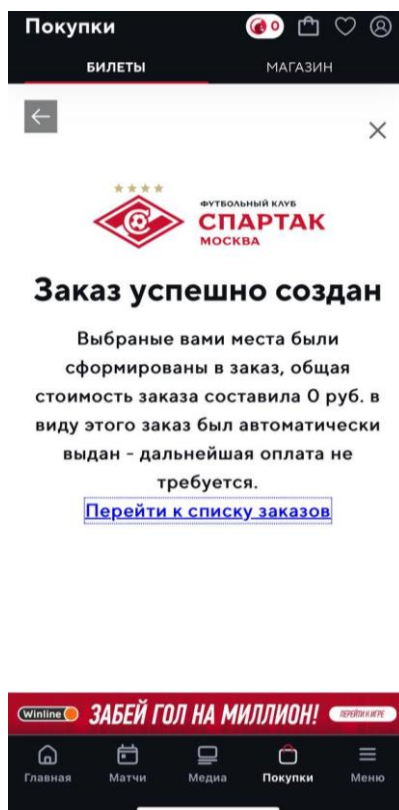 Покупки
0
БИЛЕТЫ
МАГАЗИН
ФУТБОЛЬНЫЙ КЛУБ
СПАРТАК
МОСКВА
Заказ успешно создан
Выбраные вами места были
сформированы в заказ, общая
стоимость заказа составила 0 руб. в
виду этого заказ был автоматически
выдан - дальнейшая оплата не
требуется.
Перейти к списку заказов
Winline
ЗАБЕЙ ГОЛ НА МИЛЛИОН!
ПЕРЕЙТИ К ИГРЕ
Главная
Матчи
Медиа
Покупки
Меню